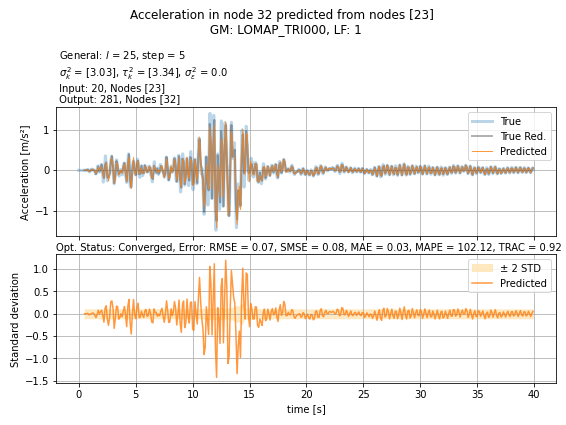 Acceleration in node 32 predicted from nodes [23]
GM: LOMAP_TRI000, LF: 1
General: l = 25, step = 5
σ²ₖ = [3.03], τ²ₖ = [3.34], σ²ε = 0.0
Input: 20, Nodes [23]
Output: 281, Nodes [32]
Acceleration [m/s²]
1
0
−1
True
True Red.
Predicted
Opt. Status: Converged, Error: RMSE = 0.07, SMSE = 0.08, MAE = 0.03, MAPE = 102.12, TRAC = 0.92
Standard deviation
1.0
0.5
0.0
−0.5
−1.0
−1.5
± 2 STD
Predicted
0 5 10 15 20 25 30 35 40
time [s]